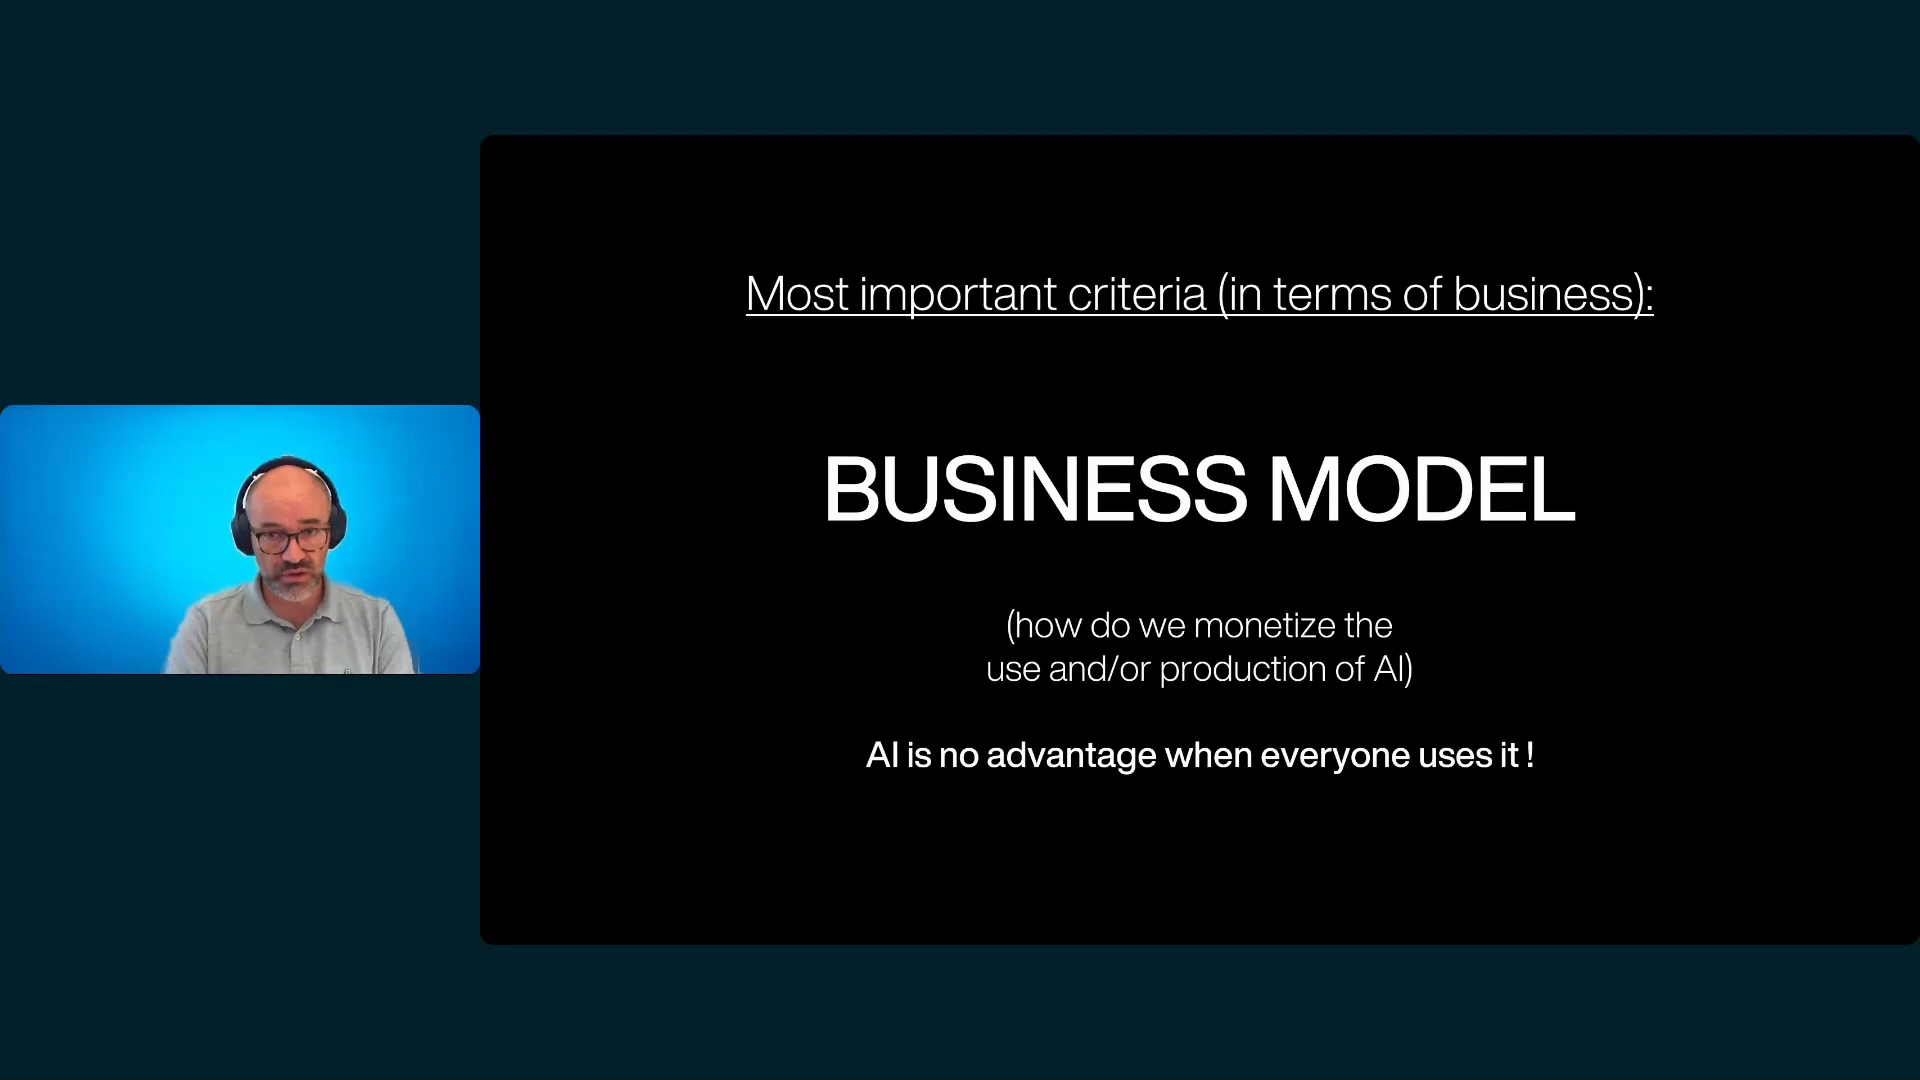 Most important criteria (in terms of business):
BUSINESS MODEL
(how do we monetize the
use and/or production of AI)
AI is no advantage when everyone uses it !